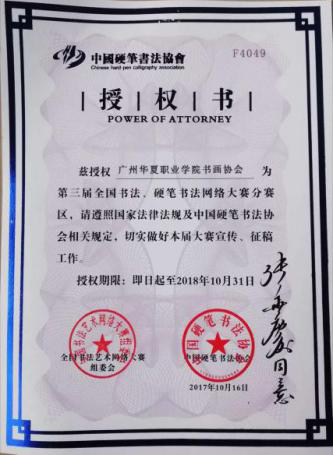 中國硬筆書法協會
Chinese hard-pen calligraphy association
F4049
授权书
POWER OF ATTORNEY
兹授权 广州华夏职业学院书画协会 为
第三届全国书法、硬笔书法网络大赛分赛
区，请遵照国家法律法规及中国硬笔书法协
会相关规定，切实做好本届大赛宣传、征稿
工作。
授权期限：即日起至2018年10月31日
全国书法艺术网络大赛
组委会
中国硬笔书法协会
2017年10月16日
张华庆同意